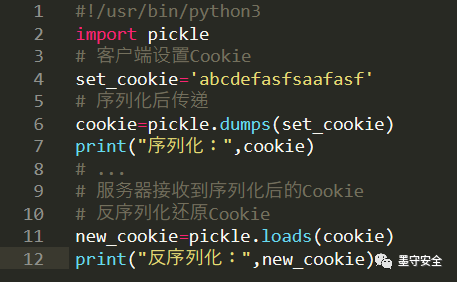 1 #!/usr/bin/python3
2 import pickle
3 # 客户端设置Cookie
4 set_cookie='abcdefasfsaafasf'
5 # 序列化后传递
6 cookie=pickle.dumps(set_cookie)
7 print("序列化：",cookie)
8 # ...
9 # 服务器接收到序列化后的Cookie
10 # 反序列化还原Cookie
11 new_cookie=pickle.loads(cookie)
12 print("反序列化：",new_cookie)
墨守安全